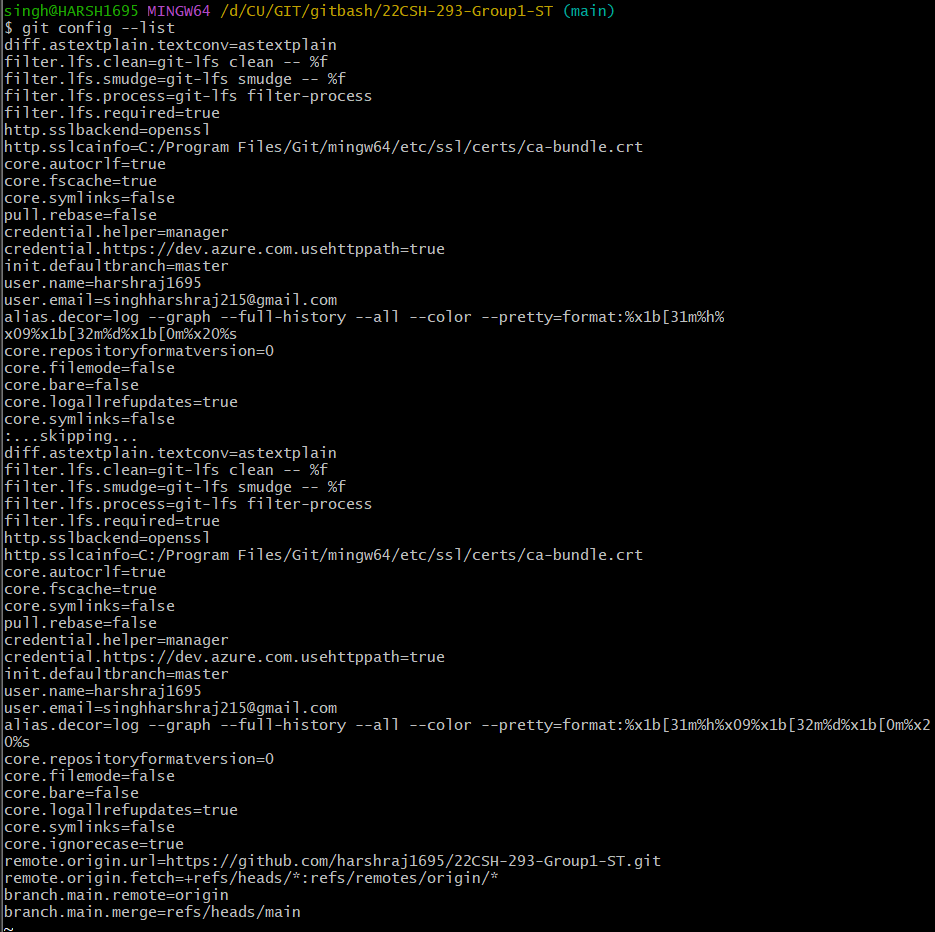 singh@HARSH1695 MINGW64 /d/CU/GIT/gitbash/22CSH-293-Group1-ST (main)
$ git config --list
diff.astextplain.textconv=astextplain
filter.lfs.clean=git-lfs clean -- %f
filter.lfs.smudge=git-lfs smudge -- %f
filter.lfs.process=git-lfs filter-process
filter.lfs.required=true
http.sslbackend=openssl
http.sslcainfo=C:/Program Files/Git/mingw64/etc/ssl/certs/ca-bundle.crt
core.autocrlf=true
core.fscache=true
core.symlinks=false
pull.rebase=false
credential.helper=manager
credential.https://dev.azure.com.usehttppath=true
init.defaultbranch=master
user.name=harshraj1695
user.email=singhharshraj215@gmail.com
alias.decor=log --graph --full-history --all --color --pretty=format:%x1b[31m%h%
x09%x1b[32m%d%x1b[0m%x20%s
core.repositoryformatversion=0
core.filemode=false
core.bare=false
core.logallrefupdates=true
core.symlinks=false
:...skipping...
diff.astextplain.textconv=astextplain
filter.lfs.clean=git-lfs clean -- %f
filter.lfs.smudge=git-lfs smudge -- %f
filter.lfs.process=git-lfs filter-process
filter.lfs.required=true
http.sslbackend=openssl
http.sslcainfo=C:/Program Files/Git/mingw64/etc/ssl/certs/ca-bundle.crt
core.autocrlf=true
core.fscache=true
core.symlinks=false
pull.rebase=false
credential.helper=manager
credential.https://dev.azure.com.usehttppath=true
init.defaultbranch=master
user.name=harshraj1695
user.email=singhharshraj215@gmail.com
alias.decor=log --graph --full-history --all --color --pretty=format:%x1b[31m%h%x09%x1b[32m%d%x1b[0m%x2
0%s
core.repositoryformatversion=0
core.filemode=false
core.bare=false
core.logallrefupdates=true
core.symlinks=false
core.ignorecase=true
remote.origin.url=https://github.com/harshraj1695/22CSH-293-Group1-ST.git
remote.origin.fetch=+refs/heads/*:refs/remotes/origin/*
branch.main.remote=origin
branch.main.merge=refs/heads/main
~